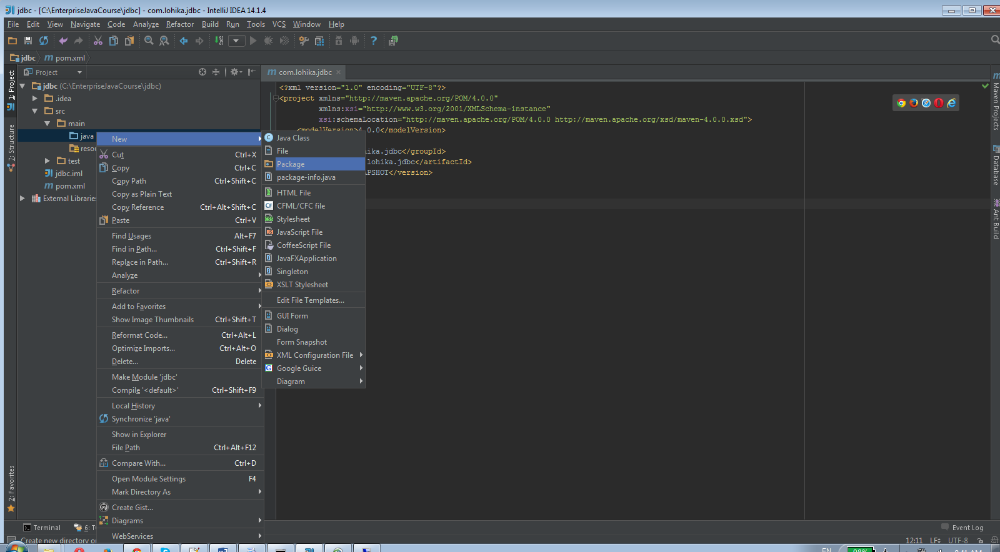 jdbc - [C:\EnterpriseJavaCourse\jdbc] - com.lohika.jdbc - IntelliJ IDEA 14.1.4
File Edit View Navigate Code Analyze Refactor Build Run Tools VCS Window Help
jdbc pom.xml
Project com.lohika.jdbc
1: Project
7: Structure
2: Favorites
jdbc (C:\EnterpriseJavaCourse\jdbc)
.idea
src
main
java
resou
test
jdbc.iml
pom.xml
External Libraries
<?xml version="1.0" encoding="UTF-8"?>
<project xmlns="http://maven.apache.org/POM/4.0.0"
xmlns:xsi="http://www.w3.org/2001/XMLSchema-instance"
xsi:schemaLocation="http://maven.apache.org/POM/4.0.0 http://maven.apache.org/xsd/maven-4.0.0.xsd">
<modelVersion>4.0.0</modelVersion>
ika.jdbc</groupId>
lohika.jdbc</artifactId>
PSHOT</version>
New
Cut Ctrl+X
Copy Ctrl+C
Copy Path Ctrl+Shift+C
Copy as Plain Text
Copy Reference Ctrl+Alt+Shift+C
Paste Ctrl+V
Find Usages Alt+F7
Find in Path... Ctrl+Shift+F
Replace in Path... Ctrl+Shift+R
Analyze
Refactor
Add to Favorites
Show Image Thumbnails Ctrl+Shift+T
Reformat Code... Ctrl+Alt+L
Optimize Imports... Ctrl+Alt+O
Delete... Delete
Make Module 'jdbc'
Compile '<default>' Ctrl+Shift+F9
Local History
Synchronize 'java'
Show in Explorer
File Path Ctrl+Alt+F12
Compare With... Ctrl+D
Open Module Settings F4
Mark Directory As
Create Gist...
Diagrams
WebServices
Java Class
File
Package
package-info.java
HTML File
CFML/CFC file
Stylesheet
JavaScript File
CoffeeScript File
JavaFXApplication
Singleton
XSLT Stylesheet
Edit File Templates...
GUI Form
Dialog
Form Snapshot
XML Configuration File
Google Guice
Diagram
Maven Projects
Database
Ant Build
Terminal 6: TO Event Log
Create new directory or 12:11 LF UTF-8
EN 98% 9:41 AM